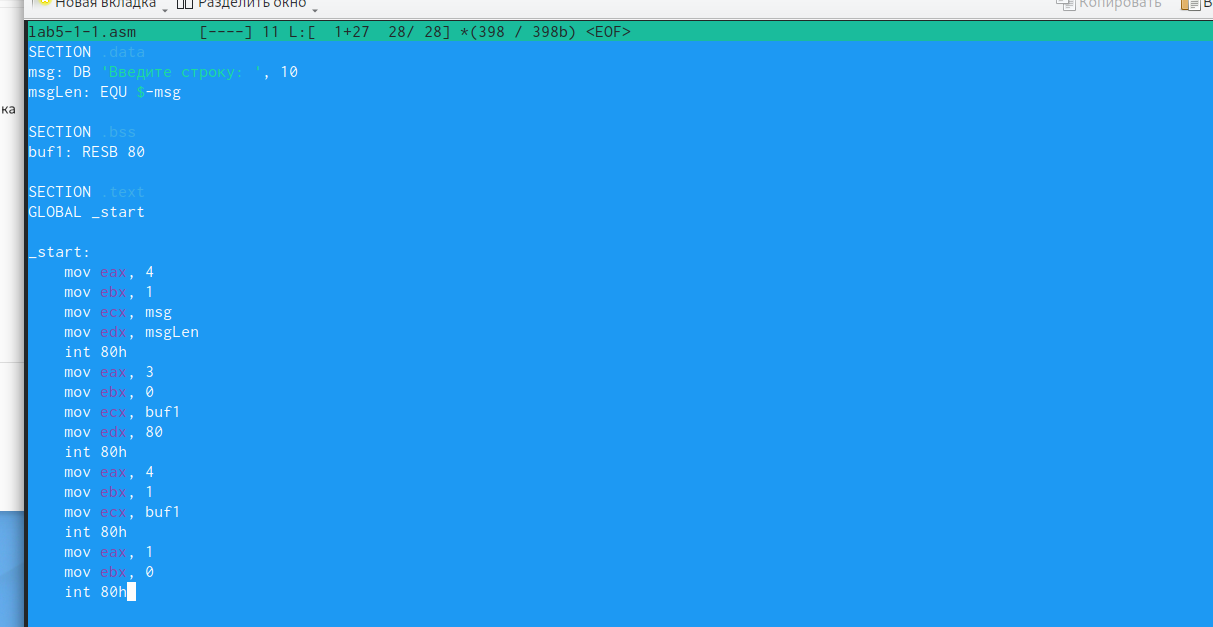 Новая вкладка Разделить окно Копировать В
lab5-1-1.asm [----] 11 L:[ 1+27 28/ 28] *(398 / 398b) <EOF>
SECTION .data
msg: DB 'Введите строку: ', 10
msgLen: EQU $-msg
ка
SECTION .bss
buf1: RESB 80
SECTION .text
GLOBAL _start
_start:
mov eax, 4
mov ebx, 1
mov ecx, msg
mov edx, msgLen
int 80h
mov eax, 3
mov ebx, 0
mov ecx, buf1
mov edx, 80
int 80h
mov eax, 4
mov ebx, 1
mov ecx, buf1
int 80h
mov eax, 1
mov ebx, 0
int 80h